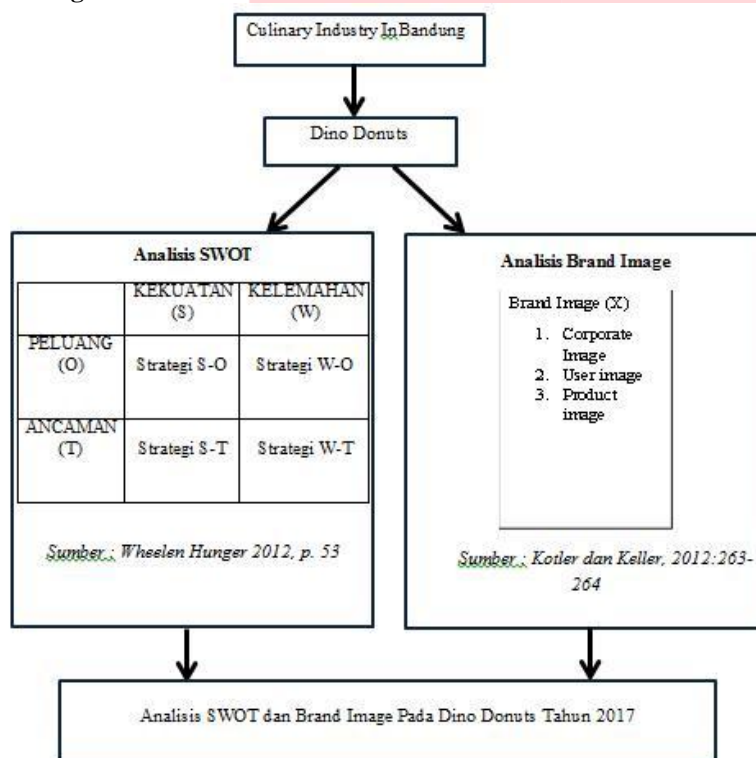 Culinary Industry In Bandung
Dino Donuts
Analisis SWOT
KEKUATAN (S)
KELEMAHAN (W)
PELUANG (O)
Strategi S-O
Strategi W-O
ANCAMAN (T)
Strategi S-T
Strategi W-T
Sumber : Wheelen Hunger 2012, p. 53
Analisis Brand Image
Brand Image (X)
1. Corporate
Image
2. User image
3. Product
image
Sumber : Kotler dan Keller, 2012:263-
264
Analisis SWOT dan Brand Image Pada Dino Donuts Tahun 2017